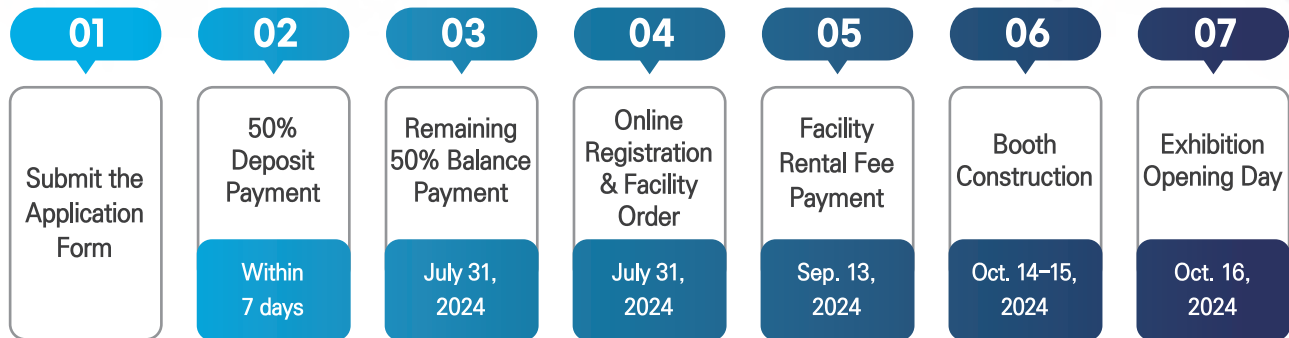 01
Submit the
Application
Form
02
50%
Deposit
Payment
Within
7 days
03
Remaining
50% Balance
Payment
July 31,
2024
04
Online
Registration
& Facility
Order
July 31,
2024
05
Facility
Rental Fee
Payment
Sep. 13,
2024
06
Booth
Construction
Oct. 14–15,
2024
07
Exhibition
Opening Day
Oct. 16,
2024